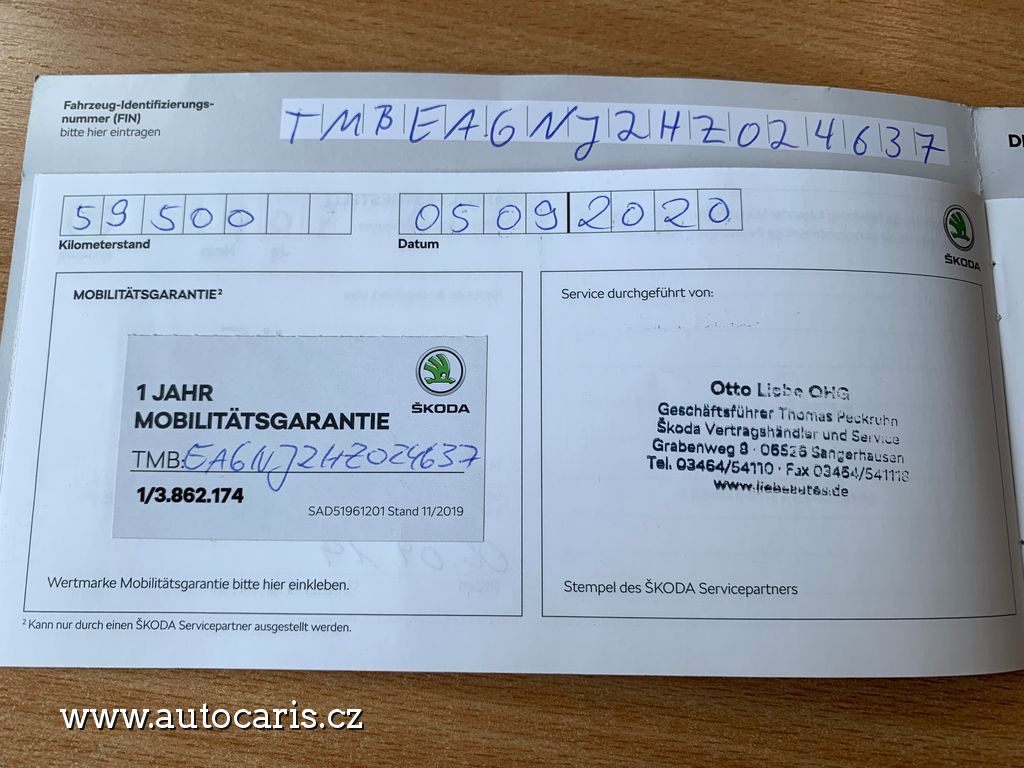 Fahrzeug-Identifizierungs-
nummer (FIN)
bitte hier eintragen
TMBEAGNJ2HZ024637
59500
Kilometerstand
05 09 2020
Datum
ŠKODA
MOBILITÄTSGARANTIE²
1 JAHR
MOBILITÄTSGARANTIE
ŠKODA
TMB:EAGNJ2HZ024637
1/3.862.174
SAD51961201 Stand 11/2019
Wertmarke Mobilitätsgarantie bitte hier einkleben.
Service durchgeführt von:
Otto Liebe OHG
Geschäftsführer Thomas Peckruhn
Škoda Vertragshändler und Service
Grabenweg 8 · 06526 Sangerhausen
Tel. 03464/54110 · Fax 03464/541118
www.liebeautos.de
Stempel des ŠKODA Servicepartners
² Kann nur durch einen ŠKODA Servicepartner ausgestellt werden.
www.autocaris.cz